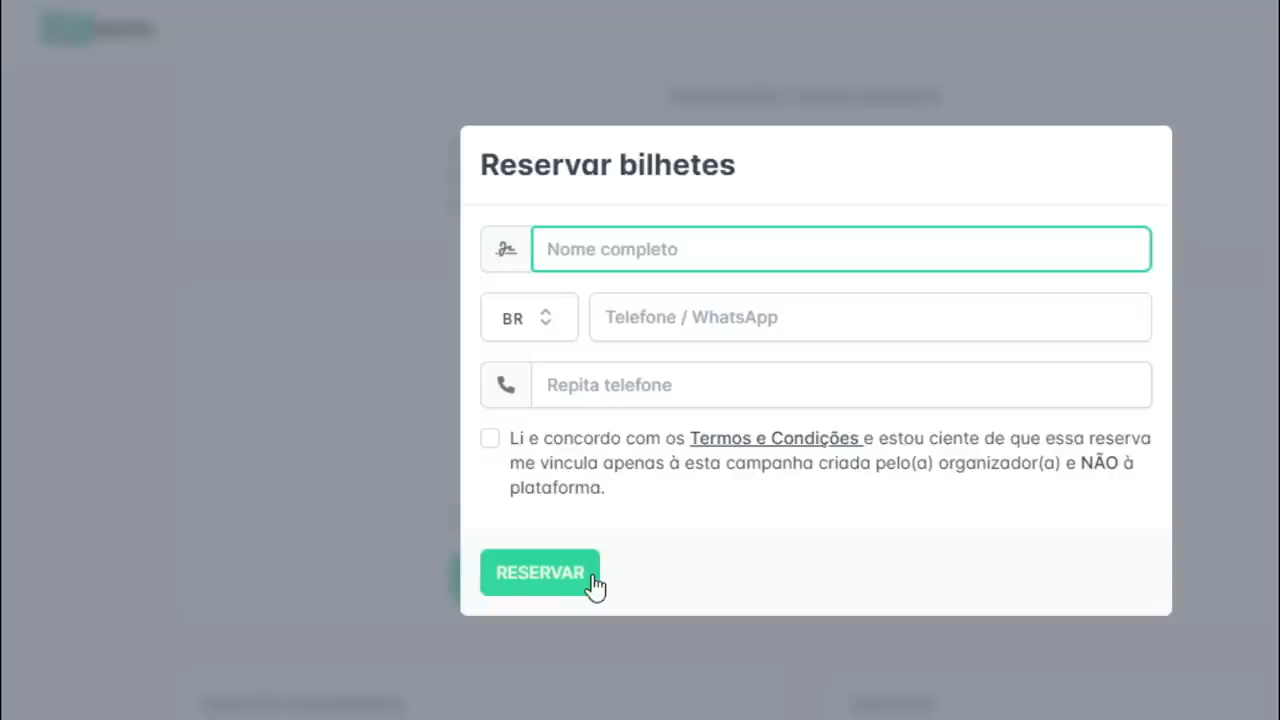 Reservar bilhetes
Nome completo
BR
Telefone / WhatsApp
Repita telefone
Li e concordo com os Termos e Condições e estou ciente de que essa reserva
me vincula apenas à esta campanha criada pelo(a) organizador(a) e NÃO à
plataforma.
RESERVAR